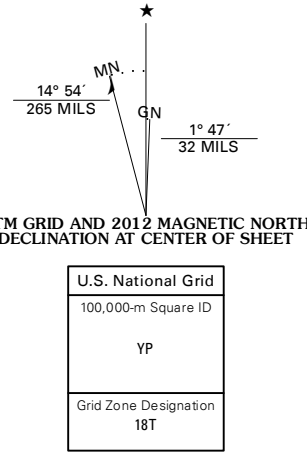 MN
14° 54´
265 MILS
GN
1° 47´
32 MILS
TM GRID AND 2012 MAGNETIC NORTH
DECLINATION AT CENTER OF SHEET
U.S. National Grid
100,000-m Square ID
YP
Grid Zone Designation
18T